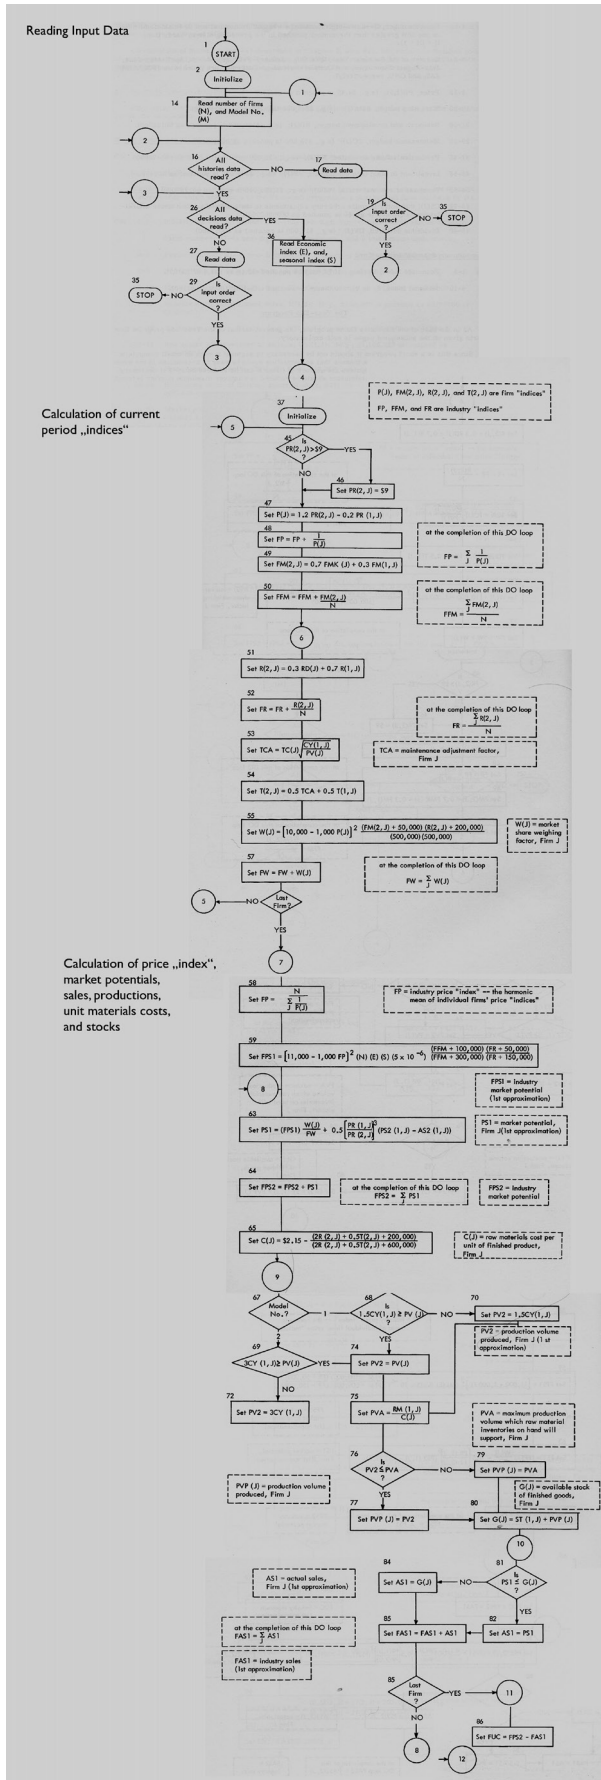 Reading Input Data
1
START
2
Initialize
1
14
Read number of firms
(N), and Model No.
(M)
2
16
All
histories data
read?
NO
17
Read data
YES
3
19
Is
input order
correct
?
NO
35
STOP
YES
2
26
All
decisions data
read?
YES
NO
36
Read Economic
index (E), and,
seasonal index (S)
27
Read data
35
STOP
NO
29
Is
input order
correct
?
YES
3
4
P(J), FM(2,J), R(2,J), and T(2,J) are firm "indices"
FP, FFM, and FR are industry "indices"
Calculation of current
period „indices"
37
Initialize
5
45
Is
PR(2,J)>S9
?
YES
NO
46
Set PR(2,J) = S9
47
Set P(J) = 1.2 PR(2,J) – 0.2 PR (1,J)
48
Set FP = FP + 1
P(J)
49
Set FM(2,J) = 0.7 FMK (J) + 0.3 FM(1,J)
50
Set FFM = FFM + FM(2,J)
N
at the completion of this DO loop
FP = Σ 1
J P(J)
at the completion of this DO loop
FFM = Σ FM(2,J)
J
N
6
51
Set R(2,J) = 0.3 RD(J) + 0.7 R(1,J)
52
Set FR = FR + R(2,J)
N
at the completion of this DO loop
FR = Σ R(2,J)
J
N
53
Set TCA = TC(J) √ CY(1,J)
PV(J)
TCA = maintenance adjustment factor,
Firm J
54
Set T(2,J) = 0.5 TCA + 0.5 T(1,J)
55
Set W(J) = [10,000 – 1,000 P(J)]² (FM(2,J) + 50,000) (R(2,J) + 200,000)
(500,000) (500,000)
W(J) = market
share weighing
factor, Firm J
57
Set FW = FW + W(J)
at the completion of this DO loop
FW = Σ W(J)
J
5
NO
Last
Firm?
YES
7
Calculation of price „index",
market potentials,
sales, productions,
unit materials costs,
and stocks
58
Set FP = N
Σ 1
J P(J)
FP = industry price "index" -- the harmonic
mean of individual firms' price "indices"
59
Set FPS1 = [11,000 – 1,000 FP]² (N) (E) (S) (5 x 10 -6) (FFM + 100,000) (FR + 50,000)
(FFM + 300,000) (FR + 150,000)
8
FPS1 = industry
market potential
(1st approximation)
63
Set PS1 = (FPS1) W(J) + 0.5 [PR (1,J)]³ (PS2 (1,J) – AS2 (1,J))
FW PR (2,J)
PS1 = market potential,
Firm J(1st approximation)
64
Set FPS2 = FPS2 + PS1
at the completion of this DO loop
FPS2 = Σ PS1
J
FPS2 = Industry
market potential
65
Set C(J) = $2.15 – (2R (2,J) + 0.5T(2,J) + 200,000)
(2R (2,J) + 0.5T(2,J) + 600,000)
C(J) = raw materials cost per
unit of finished product,
Firm J
9
67
Model
No.?
1
68
Is
1.5CY(1,J) ≥ PV (J)
?
NO
70
Set PV2 = 1.5CY(1,J)
2
YES
PV2 = production volume
produced, Firm J (1 st
approximation)
69
3CY (1,J)≥ PV(J)
YES
74
Set PV2 = PV(J)
NO
72
Set PV2 = 3CY (1,J)
75
Set PVA = RM (1,J)
C(J)
PVA = maximum production
volume which raw material
inventories on hand will
support, Firm J
76
Is
PV2 ≤ PVA
?
NO
79
Set PVP (J) = PVA
PVP (J) = production volume
produced, Firm J
YES
G(J) = available stock
of finished goods,
Firm J
77
Set PVP (J) = PV2
80
Set G(J) = ST (1,J) + PVP (J)
10
AS1 = actual sales,
Firm J (1st approximation)
84
Set AS1 = G(J)
NO
81
Is
PS1 ≤ G(J)
?
YES
at the completion of this DO loop
FAS1 = Σ AS1
J
85
Set FAS1 = FAS1 + AS1
82
Set AS1 = PS1
FAS1 = industry sales
(1st approximation)
85
Last
Firm
?
YES
11
NO
86
Set FUC = FPS2 – FAS1
8
12